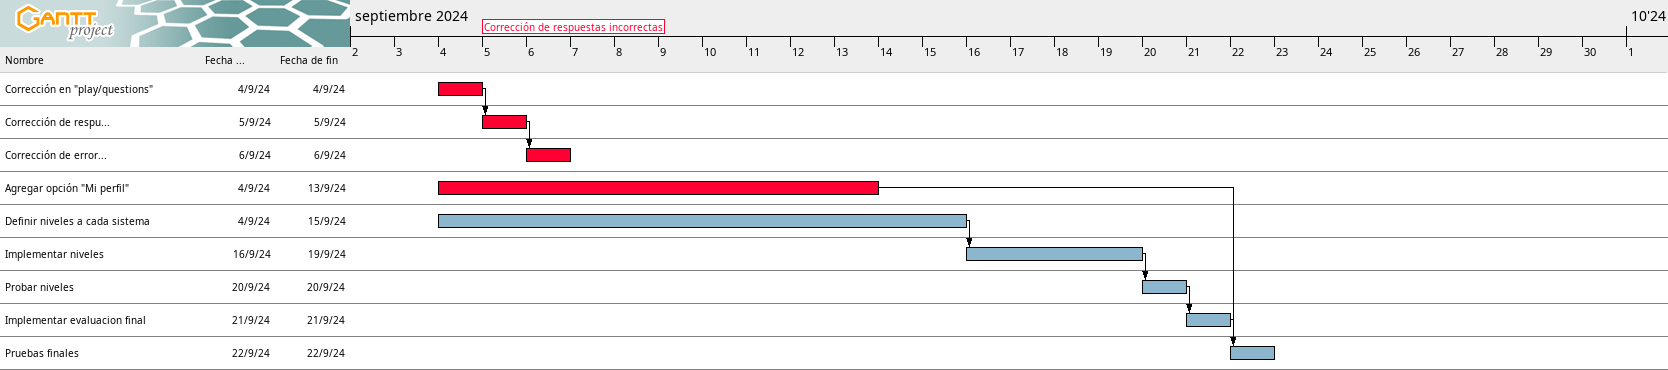 GANTT
project
septiembre 2024
10'24
Corrección de respuestas incorrectas
2 3 4 5 6 7 8 9 10 11 12 13 14 15 16 17 18 19 20 21 22 23 24 25 26 27 28 29 30 1
Nombre Fecha ... Fecha de fin
Corrección en "play/questions" 4/9/24 4/9/24
Corrección de respu... 5/9/24 5/9/24
Corrección de error... 6/9/24 6/9/24
Agregar opción "Mi perfil" 4/9/24 13/9/24
Definir niveles a cada sistema 4/9/24 15/9/24
Implementar niveles 16/9/24 19/9/24
Probar niveles 20/9/24 20/9/24
Implementar evaluacion final 21/9/24 21/9/24
Pruebas finales 22/9/24 22/9/24